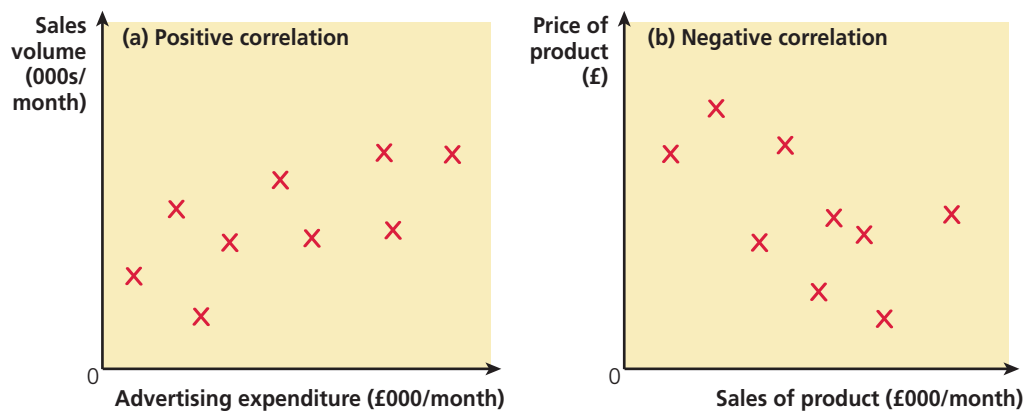 Sales
volume
(000s/
month)
(a) Positive correlation
0
Advertising expenditure (£000/month)
Price of
product
(£)
(b) Negative correlation
0
Sales of product (£000/month)